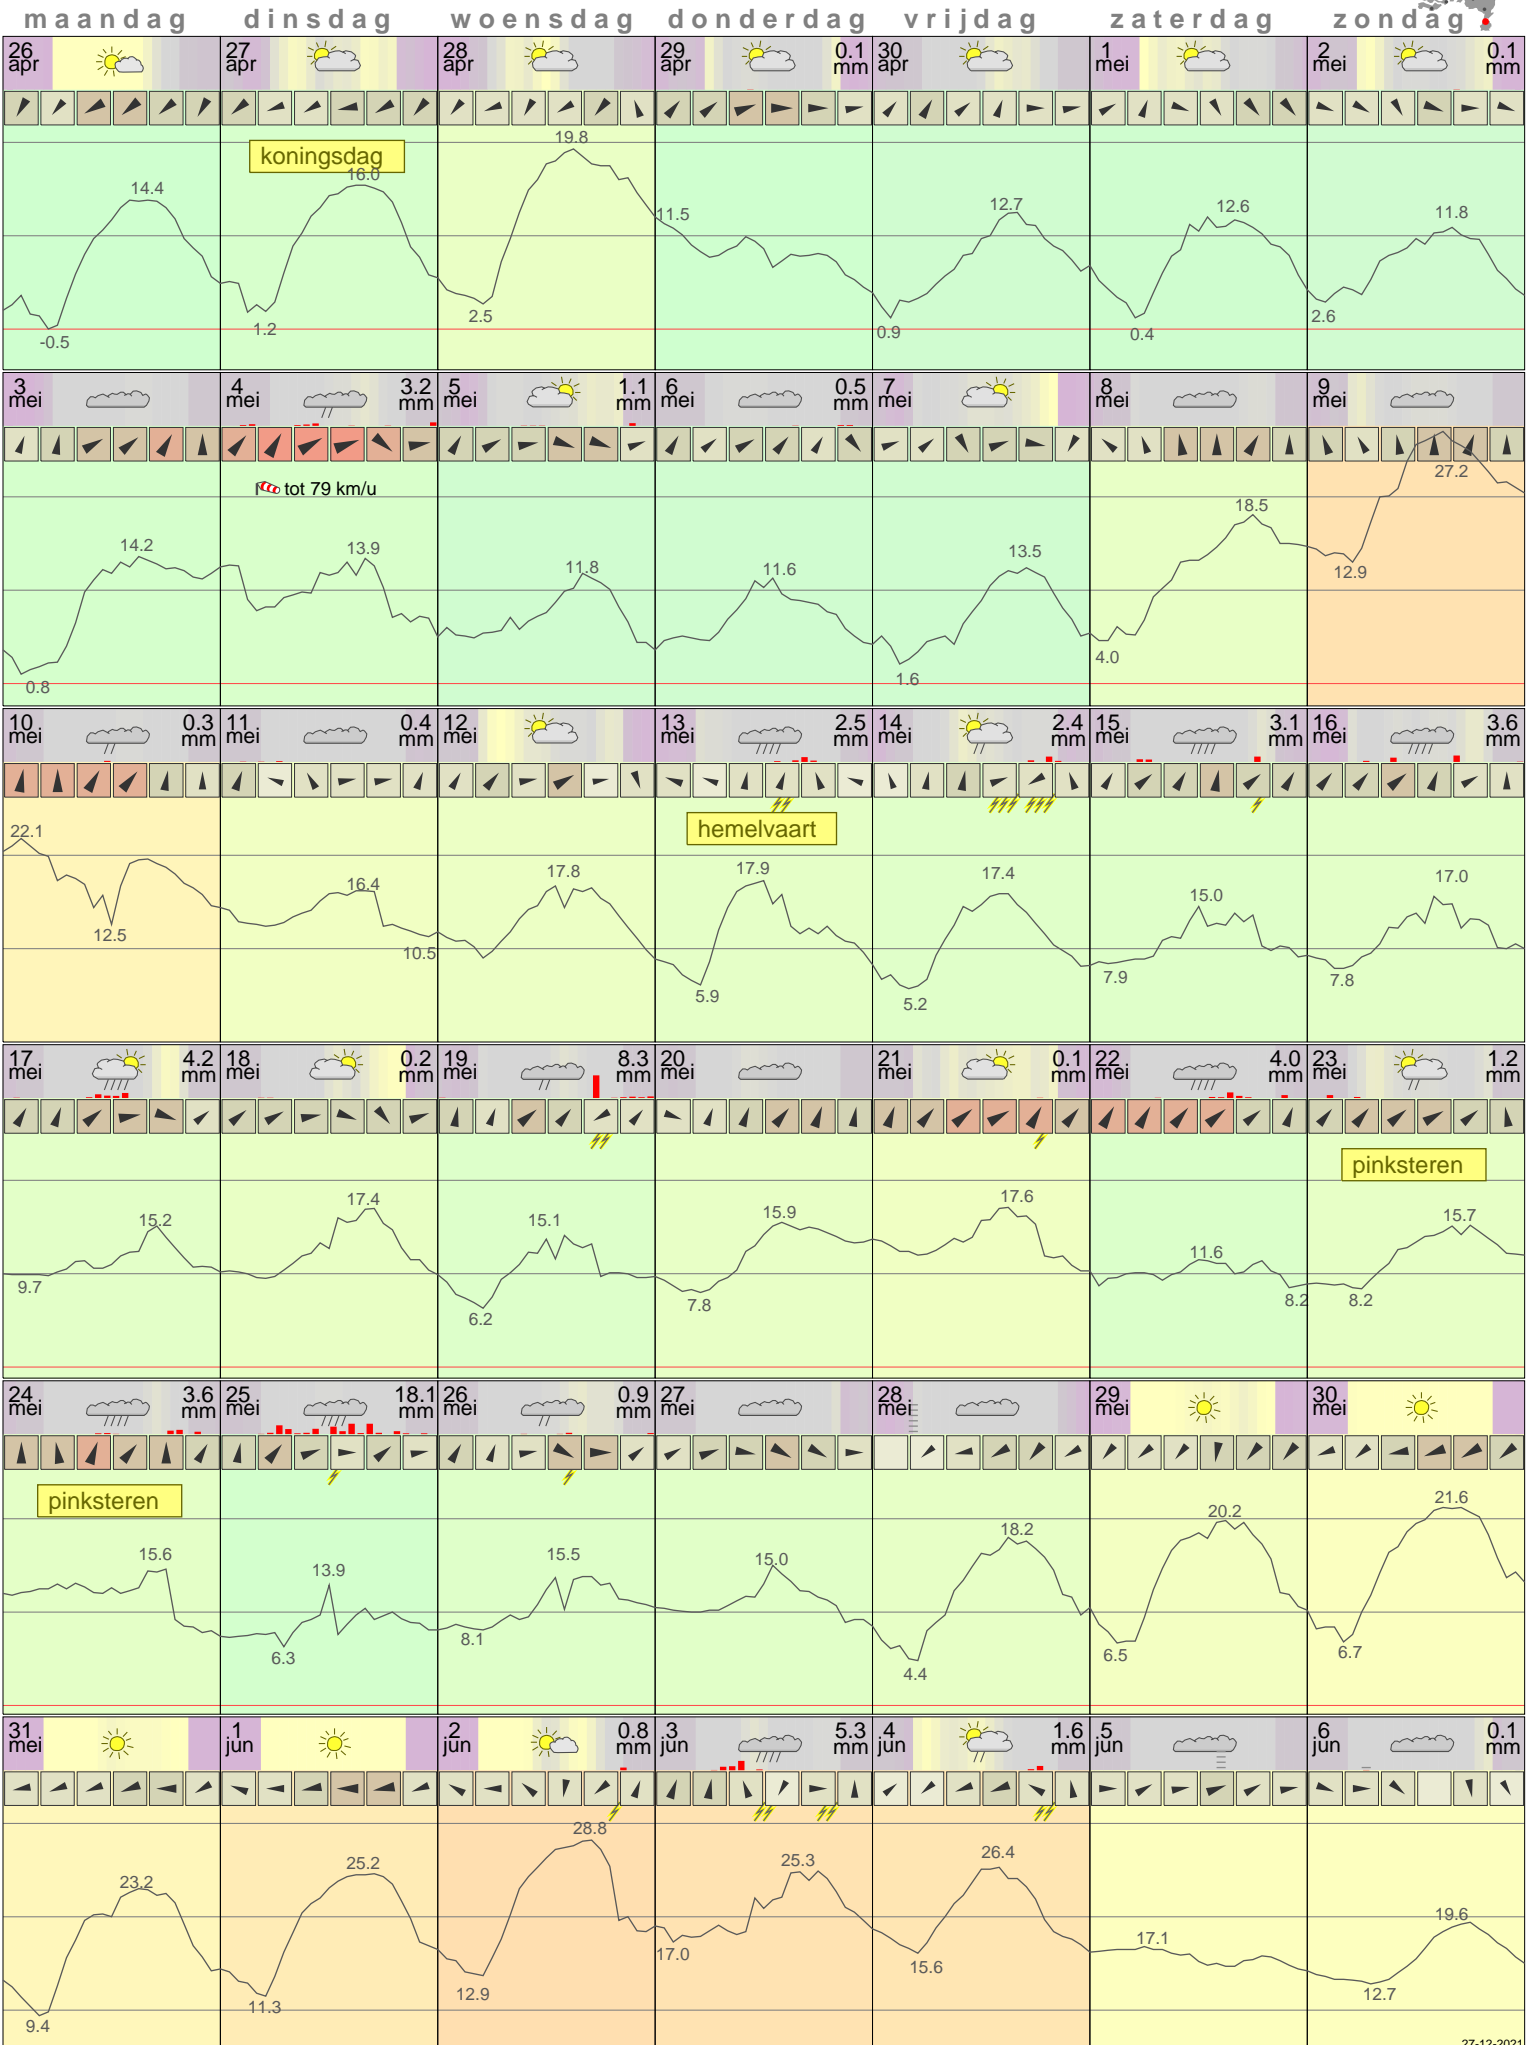 maandag dinsdag woensdag donderdag vrijdag zaterdag zondag
26 apr 27 apr 28 apr 29 apr 0.1 mm 30 apr 1 mei 2 mei 0.1 mm
koningsdag
14.4 16.0 19.8 11.5 12.7 12.6 11.8
-0.5 1.2 2.5 0.9 0.4 2.6
3 mei 4 mei 3.2 mm 5 mei 1.1 mm 6 mei 0.5 mm 7 mei 8 mei 9 mei
tot 79 km/u
14.2 13.9 11.8 11.6 13.5 18.5 27.2
0.8 1.6 4.0 12.9
10 mei 0.3 mm 11 mei 0.4 mm 12 mei 13 mei 2.5 mm 14 mei 2.4 mm 15 mei 3.1 mm 16 mei 3.6 mm
hemelvaart
22.1 16.4 17.8 17.9 17.4 15.0 17.0
12.5 10.5 5.9 5.2 7.9 7.8
17 mei 4.2 mm 18 mei 0.2 mm 19 mei 8.3 mm 20 mei 21 mei 0.1 mm 22 mei 4.0 mm 23 mei 1.2 mm
pinksteren
15.2 17.4 15.1 15.9 17.6 11.6 15.7
9.7 6.2 7.8 8.2 8.2
24 mei 3.6 mm 25 mei 18.1 mm 26 mei 0.9 mm 27 mei 28 mei 29 mei 30 mei
pinksteren
15.6 13.9 15.5 15.0 18.2 20.2 21.6
6.3 8.1 4.4 6.5 6.7
31 mei 1 jun 2 jun 0.8 mm 3 jun 5.3 mm 4 jun 1.6 mm 5 jun 6 jun 0.1 mm
23.2 25.2 28.8 25.3 26.4 17.1 19.6
9.4 11.3 12.9 17.0 15.6 12.7
27-12-2021